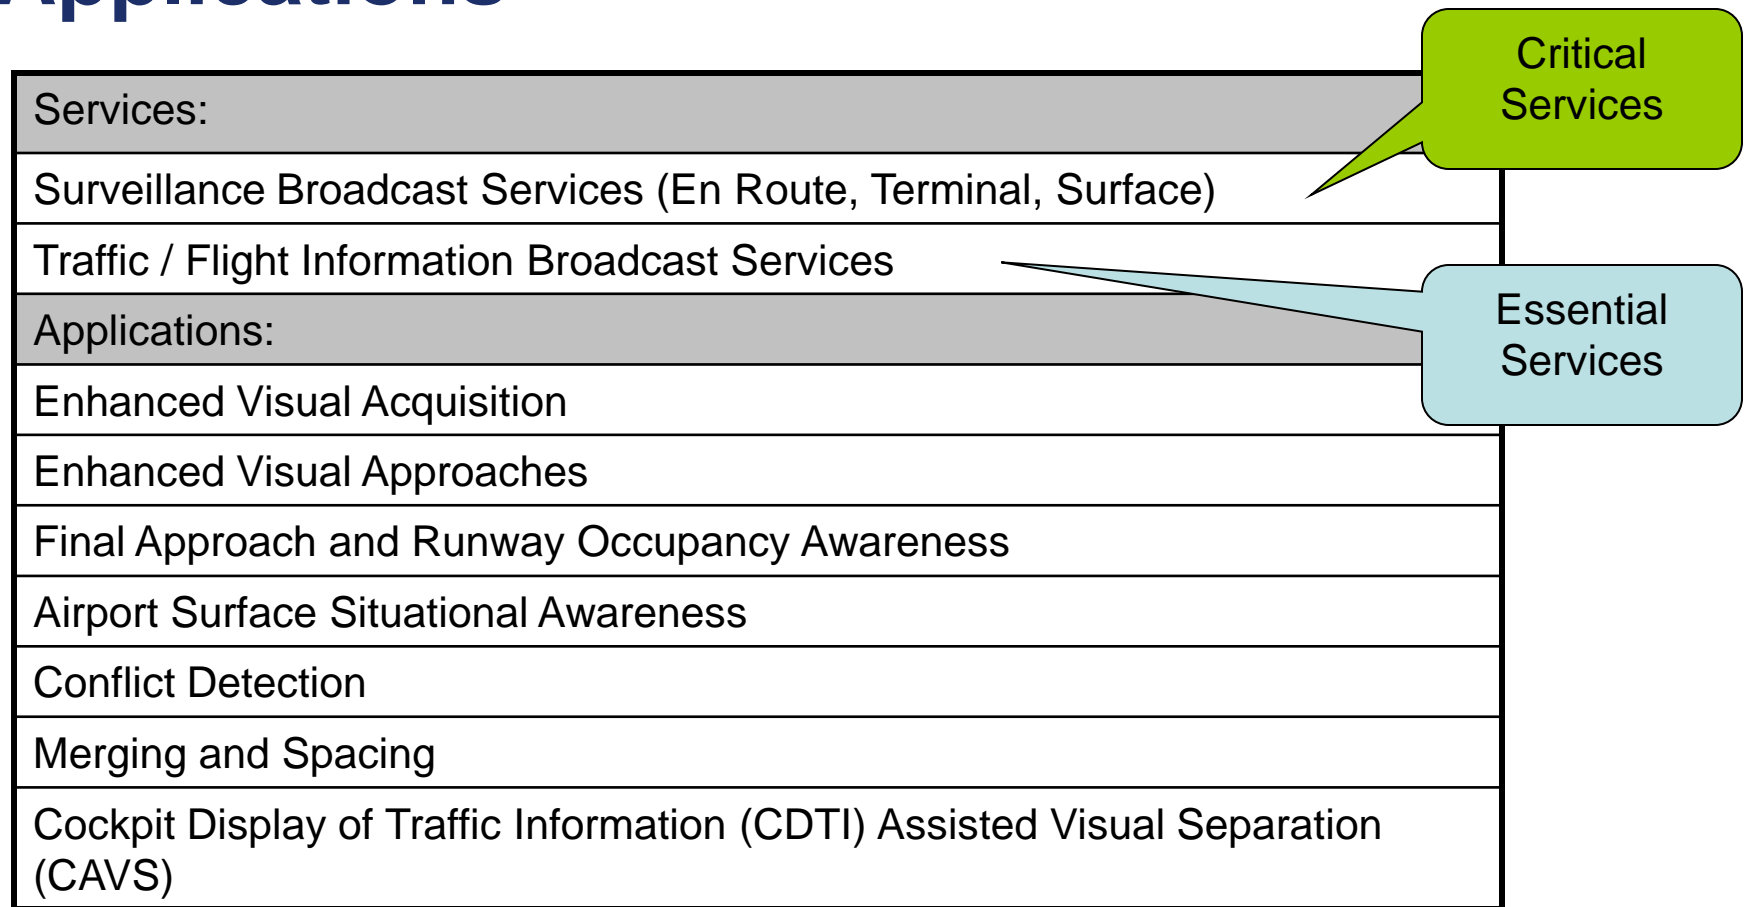 Applications
Critical
Services
Services:
Surveillance Broadcast Services (En Route, Terminal, Surface)
Traffic / Flight Information Broadcast Services
Essential
Services
Applications:
Enhanced Visual Acquisition
Enhanced Visual Approaches
Final Approach and Runway Occupancy Awareness
Airport Surface Situational Awareness
Conflict Detection
Merging and Spacing
Cockpit Display of Traffic Information (CDTI) Assisted Visual Separation
(CAVS)